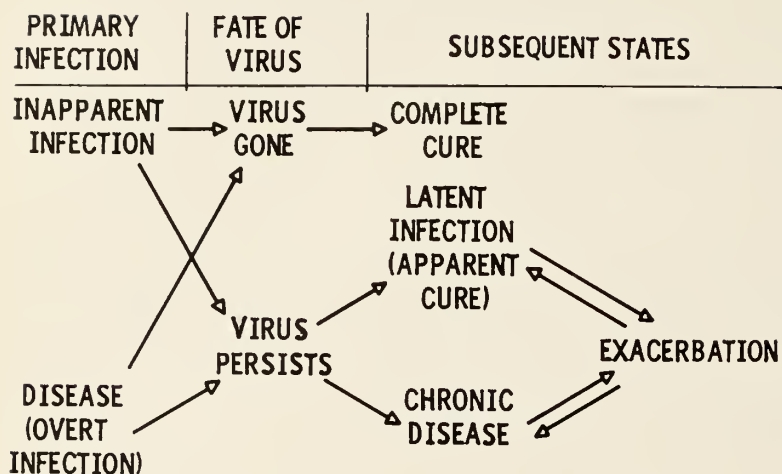 PRIMARY
INFECTION
FATE OF
VIRUS
SUBSEQUENT STATES
INAPPARENT
INFECTION
VIRUS
GONE
COMPLETE
CURE
LATENT
INFECTION
(APPARENT
CURE)
VIRUS
PERSISTS
EXACERBATION
DISEASE
(OVERT
INFECTION)
CHRONIC
DISEASE